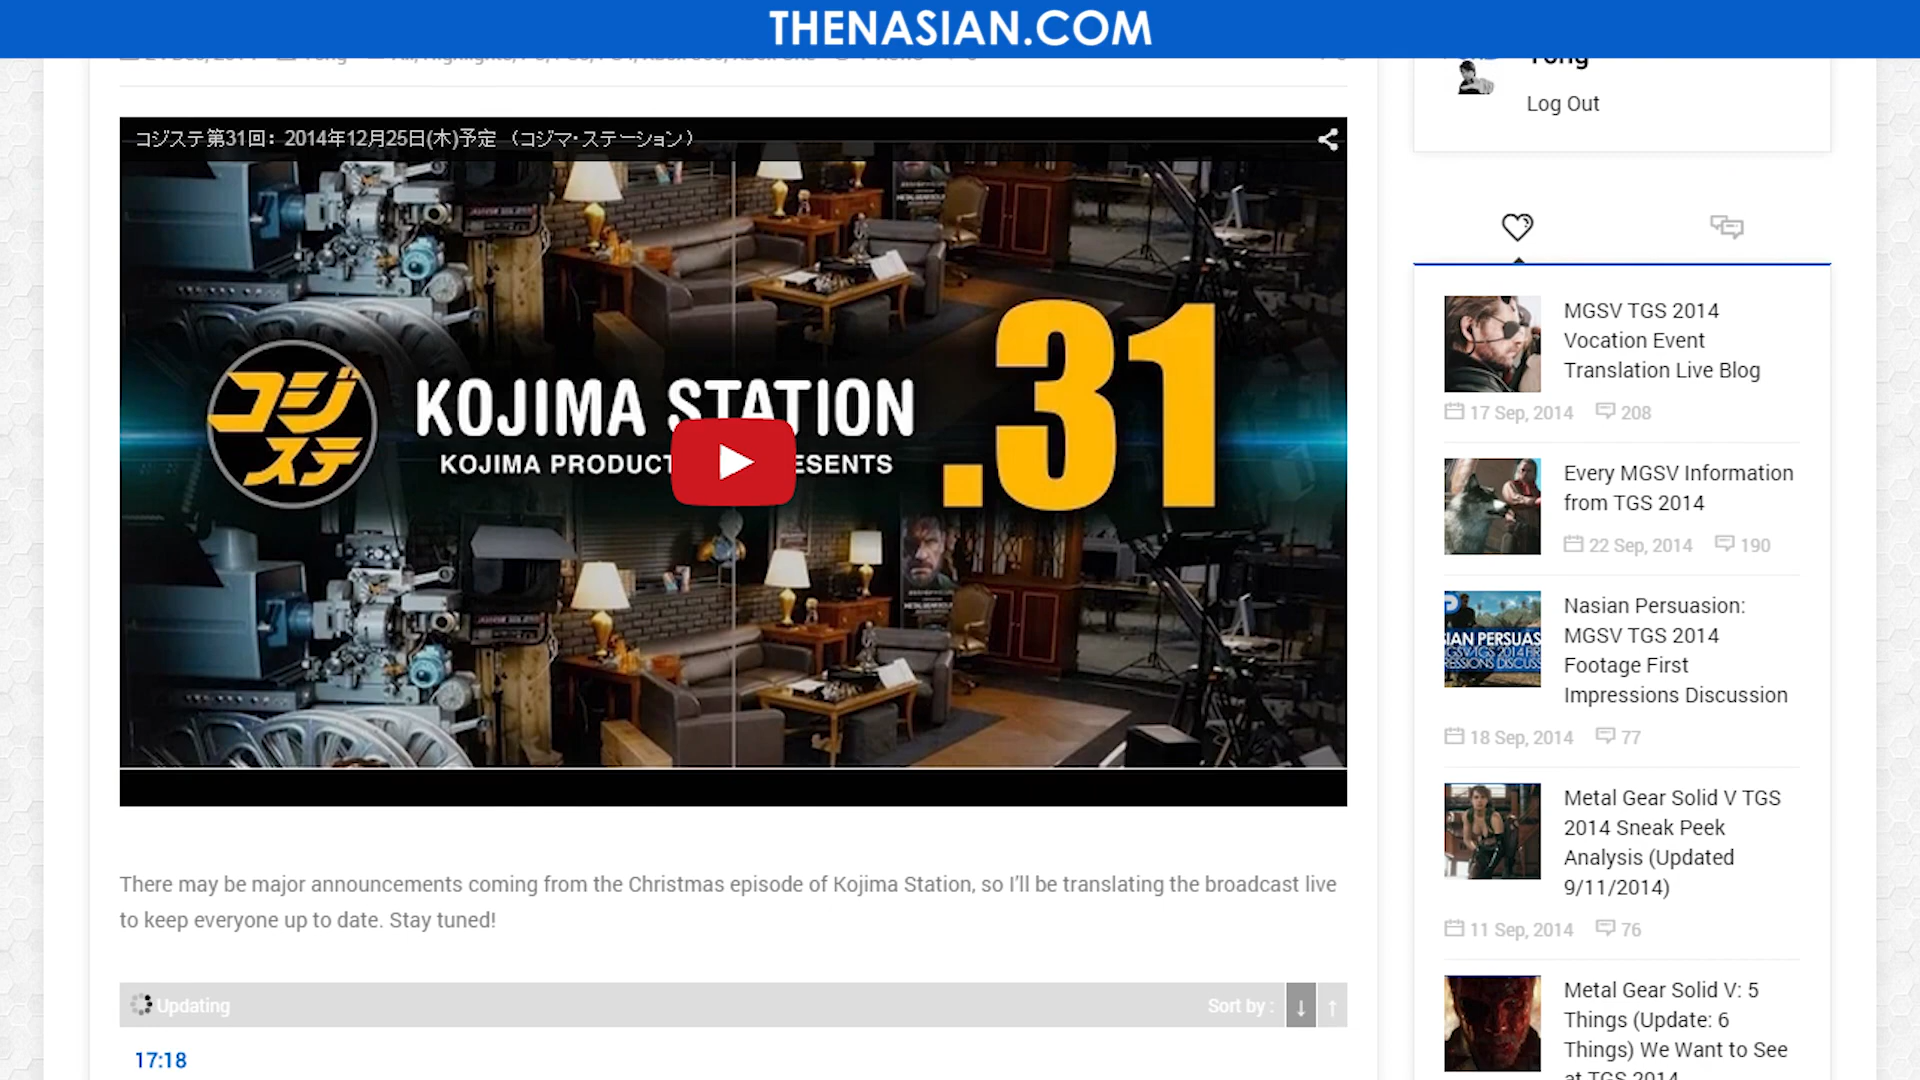 THENASIAN.COM
Yong
Log Out
コジステ第31回: 2014年12月25日(木)予定 (コジマ・ステーション)
コジ
ステ
KOJIMA STATION
.31
MGSV TGS 2014
Vocation Event
Translation Live Blog
17 Sep, 2014 208
Every MGSV Information
from TGS 2014
22 Sep, 2014 190
Nasian Persuasion:
MGSV TGS 2014
Footage First
Impressions Discussion
18 Sep, 2014 77
Metal Gear Solid V TGS
2014 Sneak Peek
Analysis (Updated
9/11/2014)
11 Sep, 2014 76
Metal Gear Solid V: 5
Things (Update: 6
Things) We Want to See
at TGS 2014
There may be major announcements coming from the Christmas episode of Kojima Station, so I'll be translating the broadcast live
to keep everyone up to date. Stay tuned!
Updating
Sort by : ↓ ↑
17:18